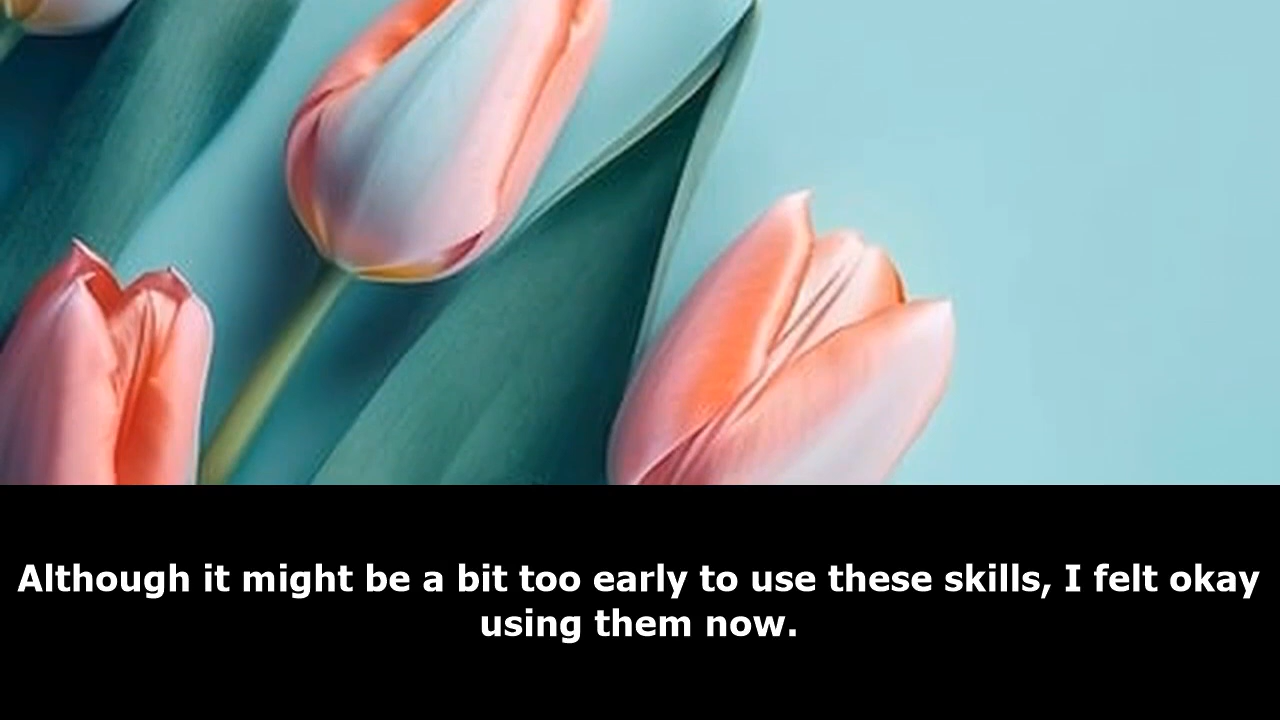 Although it might be a bit too early to use these skills, I felt okay
using them now.